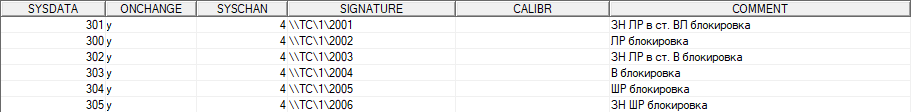 SYSDATA ONCHANGE SYSCHAN SIGNATURE CALIBR COMMENT
301 y 4 \\TC\1\2001 ЗН ЛР в ст. ВЛ блокировка
300 y 4 \\TC\1\2002 ЛР блокировка
302 y 4 \\TC\1\2003 ЗН ЛР в ст. В блокировка
303 y 4 \\TC\1\2004 В блокировка
304 y 4 \\TC\1\2005 ШР блокировка
305 y 4 \\TC\1\2006 ЗН ШР блокировка